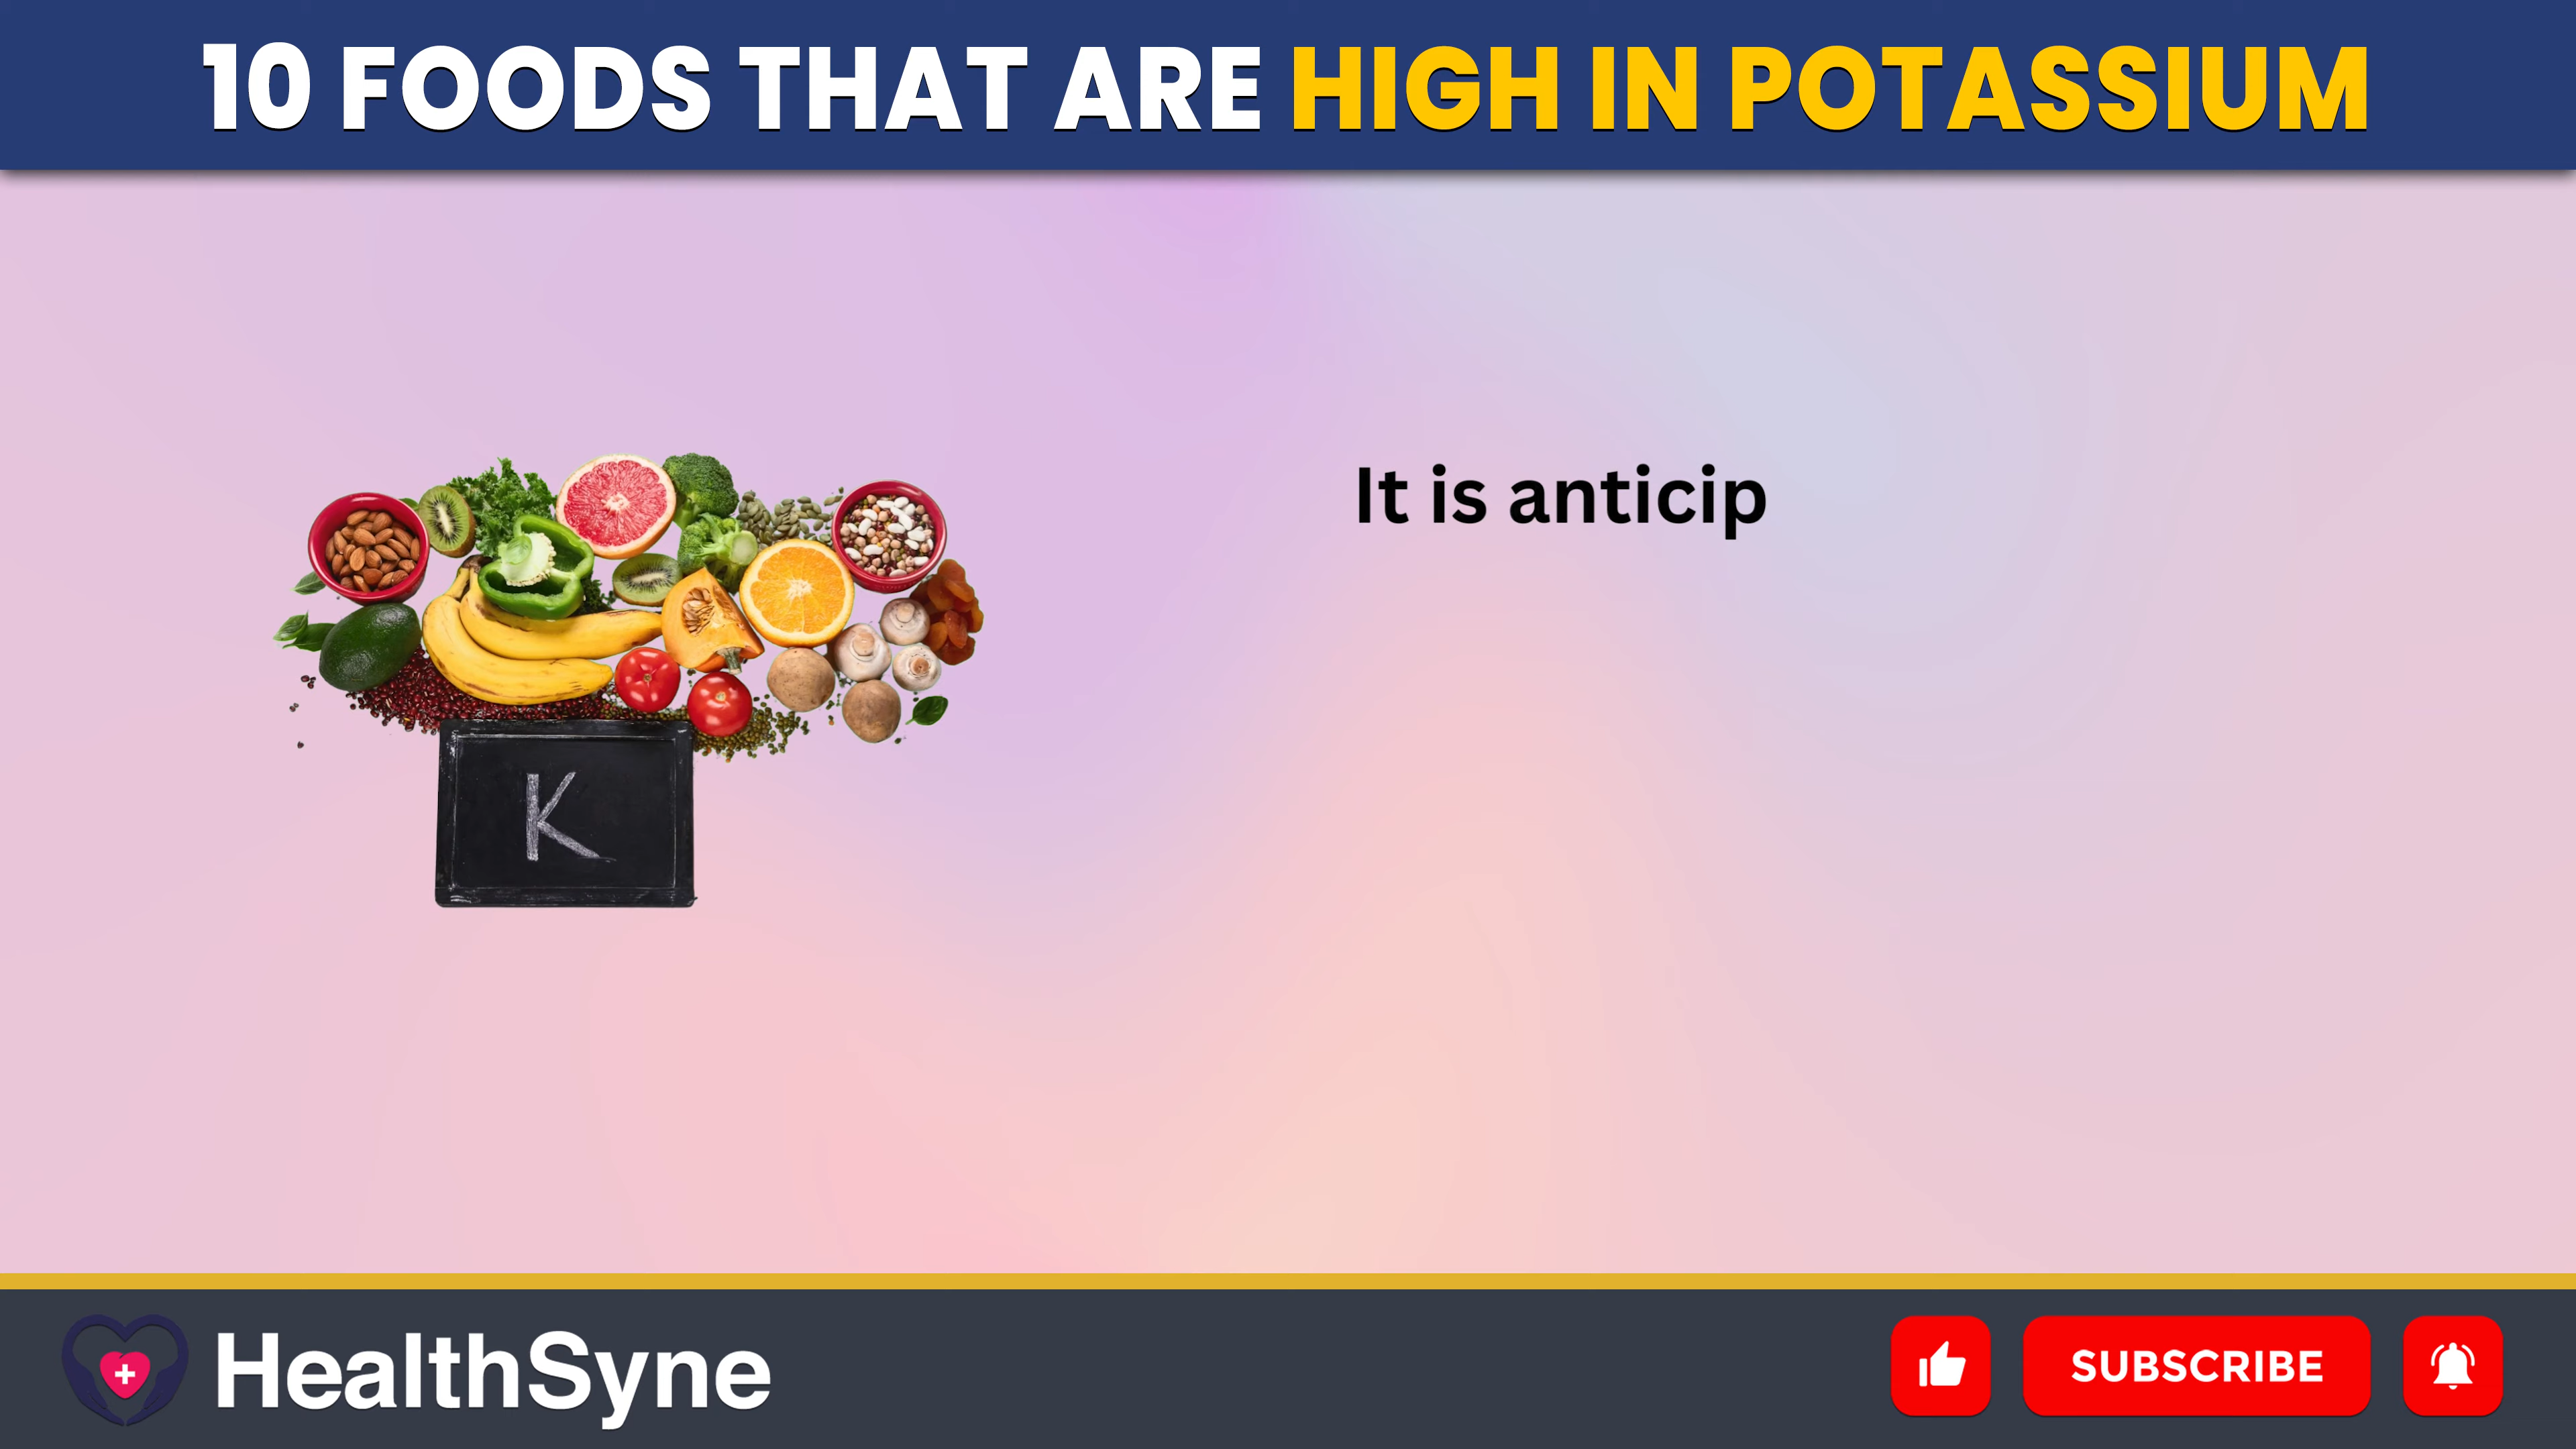 10 FOODS THAT ARE HIGH IN POTASSIUM
It is anticip
K
HealthSyne
SUBSCRIBE